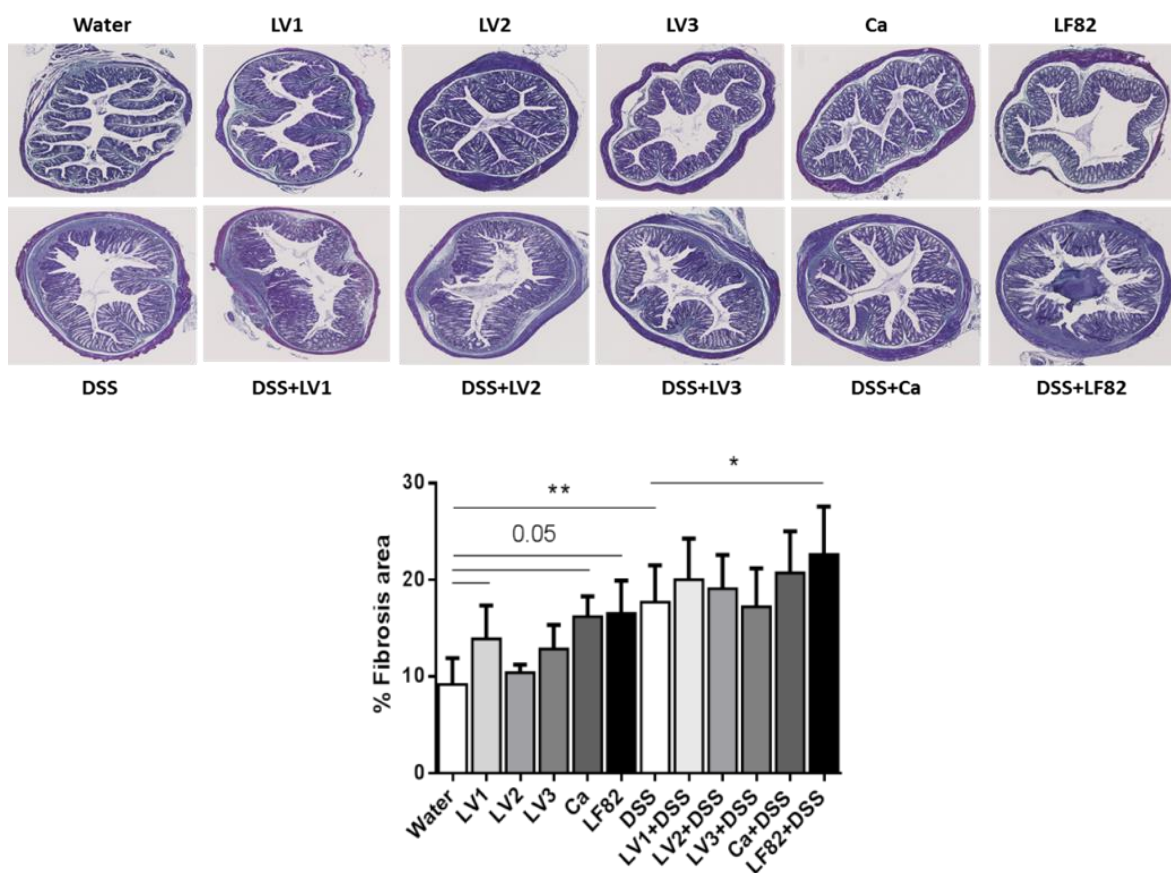 Water LV1 LV2 LV3 Ca LF82
DSS DSS+LV1 DSS+LV2 DSS+LV3 DSS+Ca DSS+LF82
*
30
**
0.05
20
10
0
% Fibrosis area
Water LV1 LV2 LV3 Ca LF82 DSS LV1+DSS LV2+DSS LV3+DSS Ca+DSS LF82+DSS